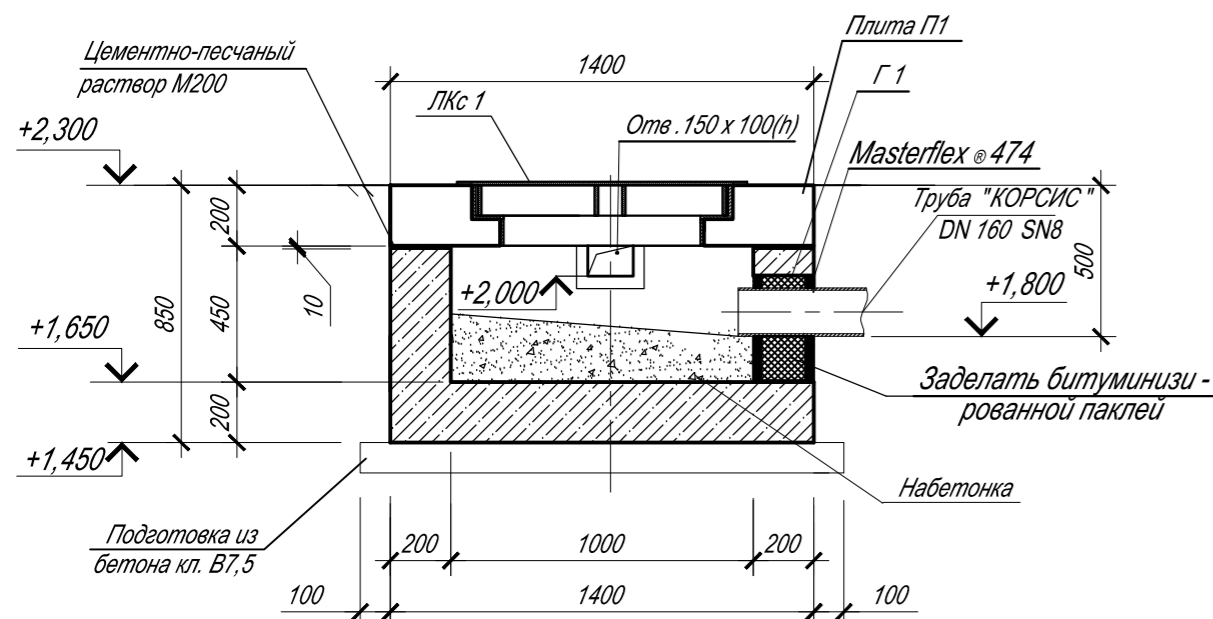 Плита П1
Цементно-песчаный
раствор М200
1400
ЛКс 1
Г 1
Отв .150 x 100(h)
+2,300
Masterflex ® 474
Труба "КОРСИС"
DN 160 SN8
200
500
+2,000
+1,800
10
850
450
+1,650
Заделать битуминизи -
рованной паклей
200
+1,450
Набетонка
Подготовка из
бетона кл. В7,5
200
1000
200
100
1400
100